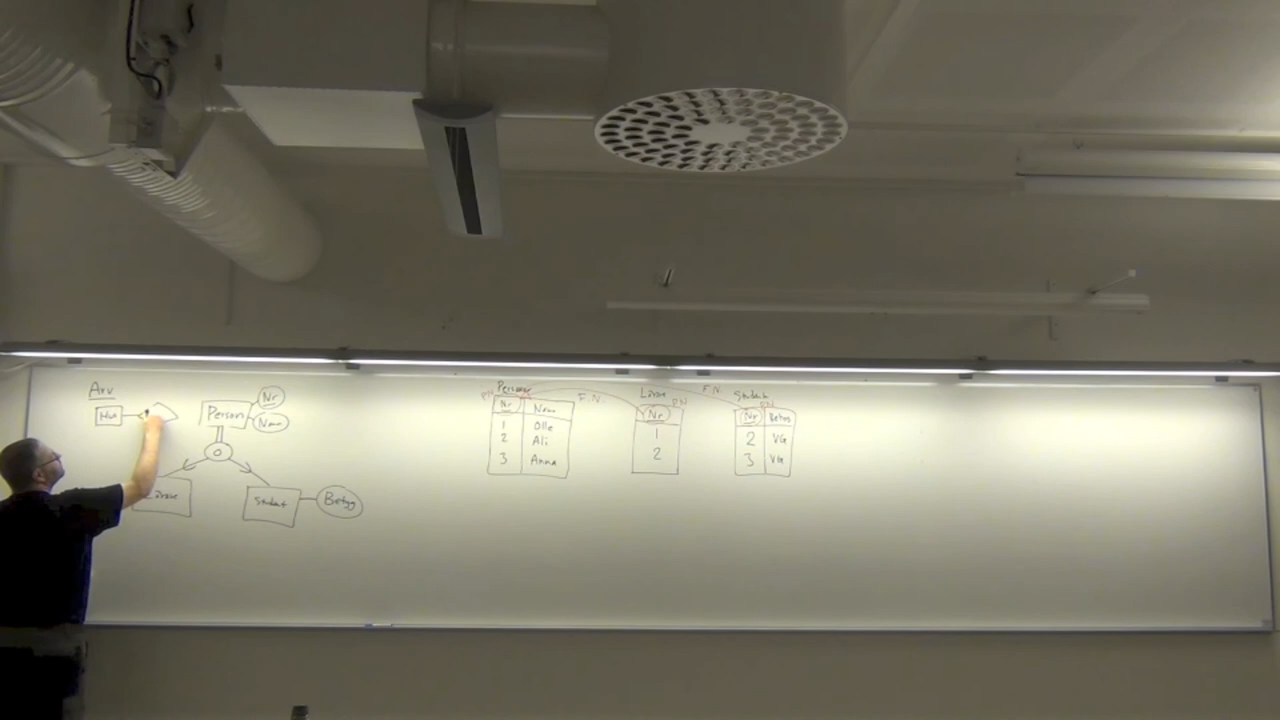 Arv
Hus
Person
Nr
Namn
O
Lärare
Student
Betyg
Person
P.N.
Nr
Namn
1 Olle
2 Ali
3 Anna
F.N.
Lärare
P.N.
Nr
1
2
F.N.
Student
P.N.
Nr
Betyg
2 VG
3 VG